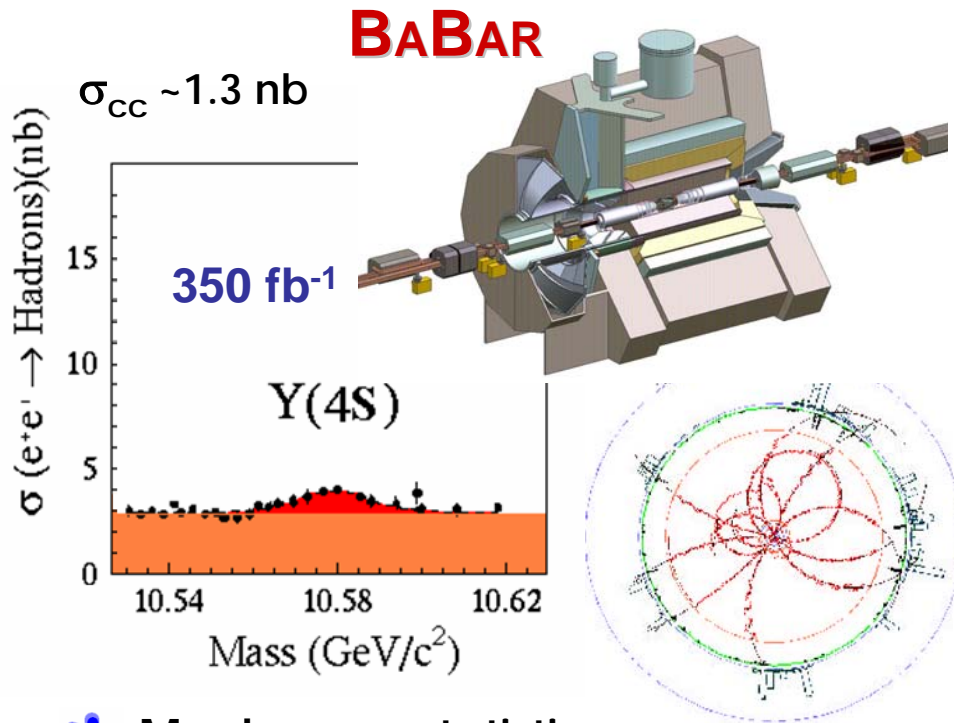 BABAR
σcc ~1.3 nb
σ (e+e- → Hadrons)(nb)
15
350 fb-1
10
Υ(4S)
5
0
10.54 10.58 10.62
Mass (GeV/c²)